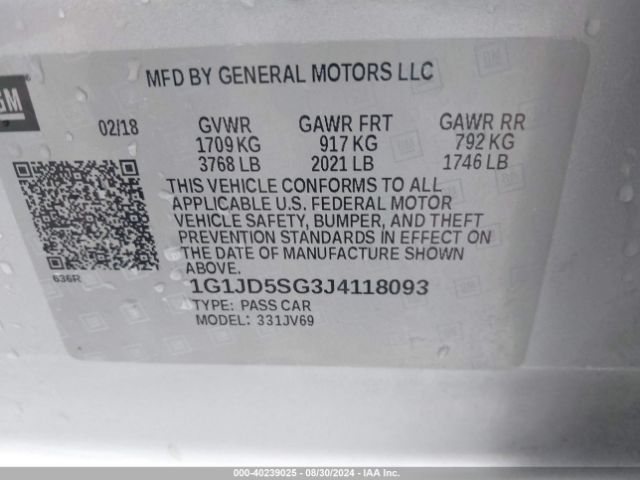 GM
MFD BY GENERAL MOTORS LLC
02/18 GVWR GAWR FRT GAWR RR
1709 KG 917 KG 792 KG
3768 LB 2021 LB 1746 LB
THIS VEHICLE CONFORMS TO ALL
APPLICABLE U.S. FEDERAL MOTOR
VEHICLE SAFETY, BUMPER, AND THEFT
PREVENTION STANDARDS IN EFFECT ON
THE DATE OF MANUFACTURE SHOWN
ABOVE.
636R
1G1JD5SG3J4118093
TYPE: PASS CAR
MODEL: 331JV69
000-40239025 - 08/30/2024 - IAA Inc.